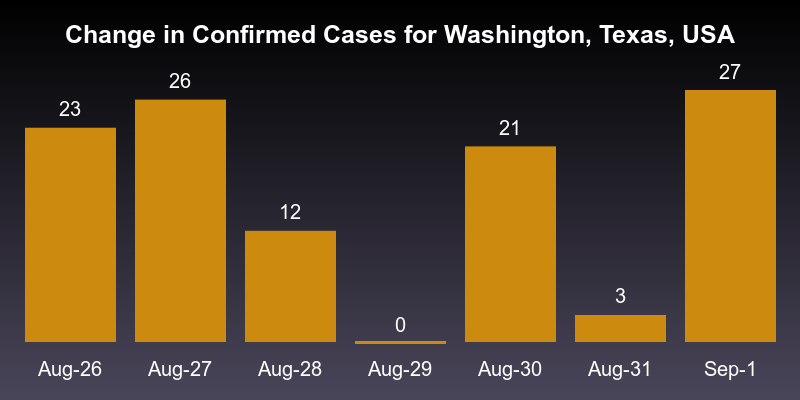 Change in Confirmed Cases for Washington, Texas, USA
23
26
12
0
21
3
27
Aug-26
Aug-27
Aug-28
Aug-29
Aug-30
Aug-31
Sep-1